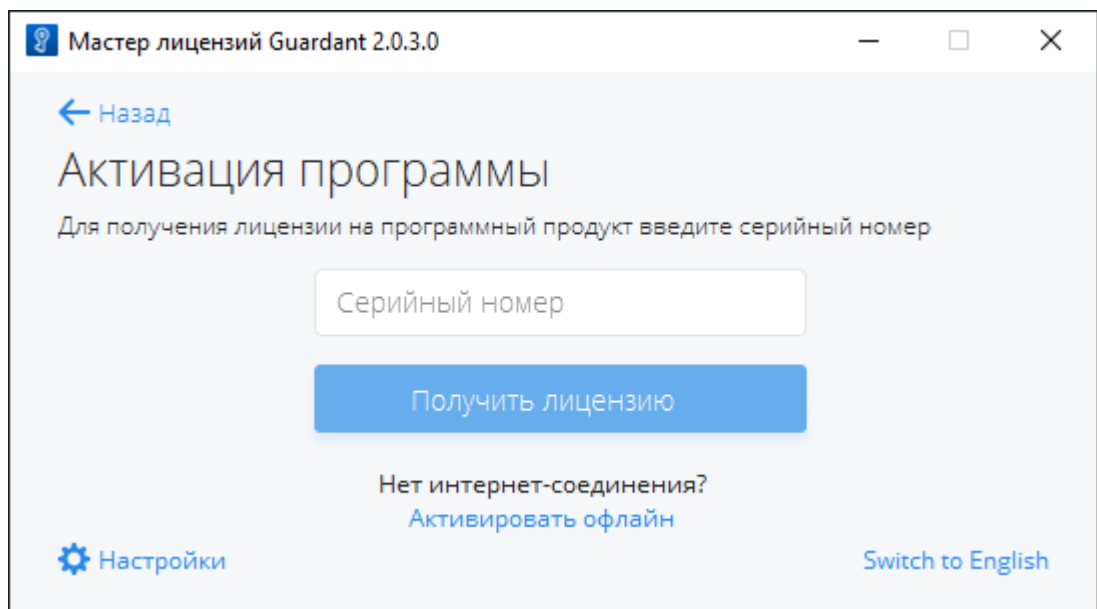 Мастер лицензий Guardant 2.0.3.0
Назад
Активация программы
Для получения лицензии на программный продукт введите серийный номер
Серийный номер
Получить лицензию
Нет интернет-соединения?
Активировать офлайн
Настройки
Switch to English